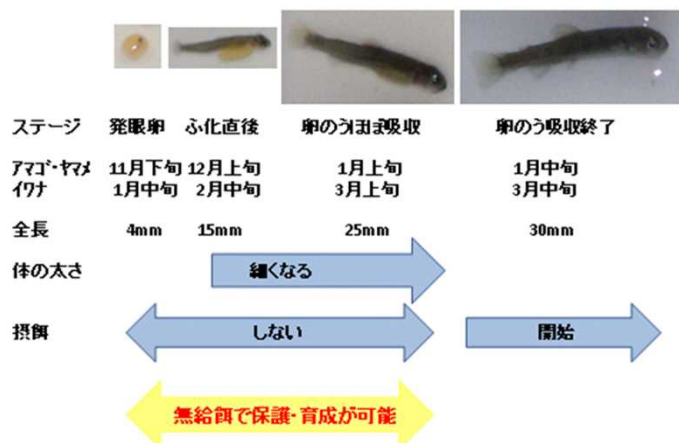 ステージ 発眼卵 ふ化直後 卵のうほぼ吸収 卵のう吸収終了
アマゴ・ヤマメ 11月下旬 12月上旬 1月上旬 1月中旬
イワナ 1月中旬 2月中旬 3月上旬 3月中旬
全長 4mm 15mm 25mm 30mm
体の太さ 細くなる
摂餌 しない 開始
無給餌で保護・育成が可能